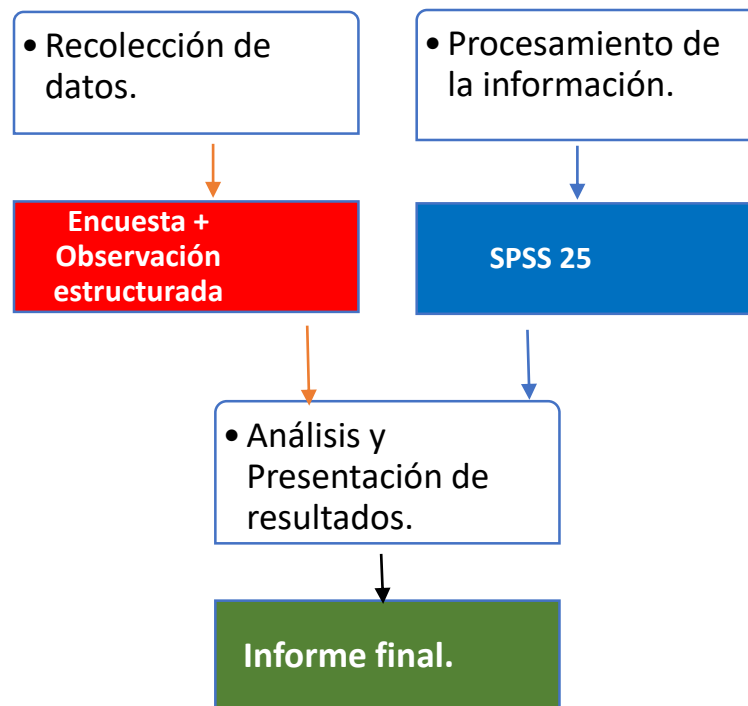 • Recolección de
datos.
• Procesamiento de
la información.
Encuesta +
Observación
estructurada
SPSS 25
• Análisis y
Presentación de
resultados.
Informe final.